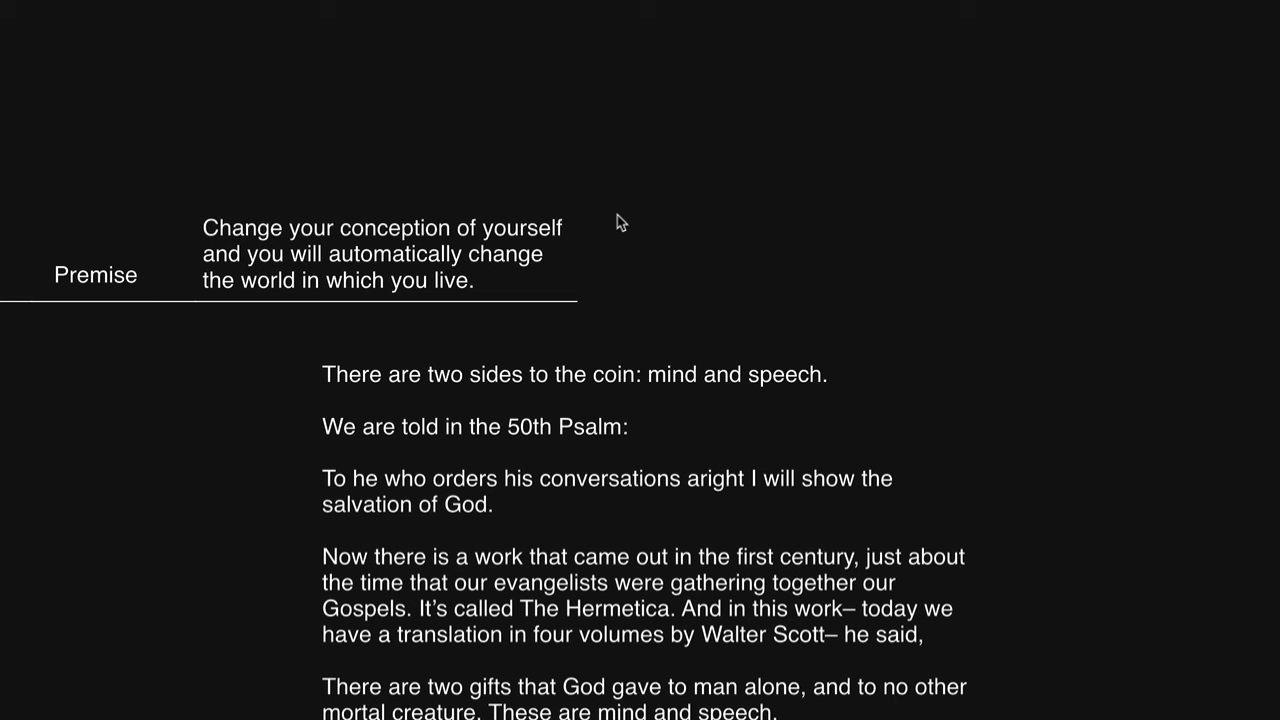 Change your conception of yourself
and you will automatically change
the world in which you live.
Premise
There are two sides to the coin: mind and speech.
We are told in the 50th Psalm:
To he who orders his conversations aright I will show the
salvation of God.
Now there is a work that came out in the first century, just about
the time that our evangelists were gathering together our
Gospels. It’s called The Hermetica. And in this work– today we
have a translation in four volumes by Walter Scott– he said,
There are two gifts that God gave to man alone, and to no other
mortal creature. These are mind and speech.